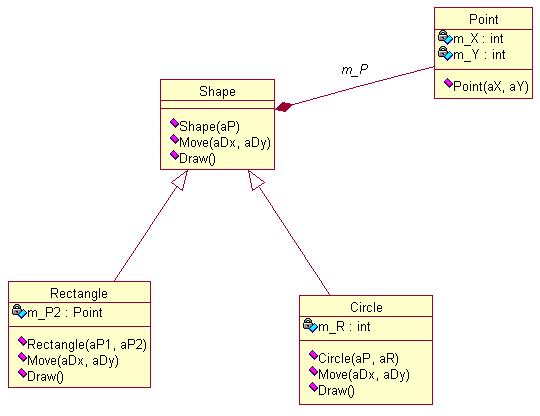 Point
m_X : int
m_Y : int
Point(aX, aY)
m_P
Shape
Shape(aP)
Move(aDx, aDy)
Draw()
Rectangle
m_P2 : Point
Rectangle(aP1, aP2)
Move(aDx, aDy)
Draw()
Circle
m_R : int
Circle(aP, aR)
Move(aDx, aDy)
Draw()